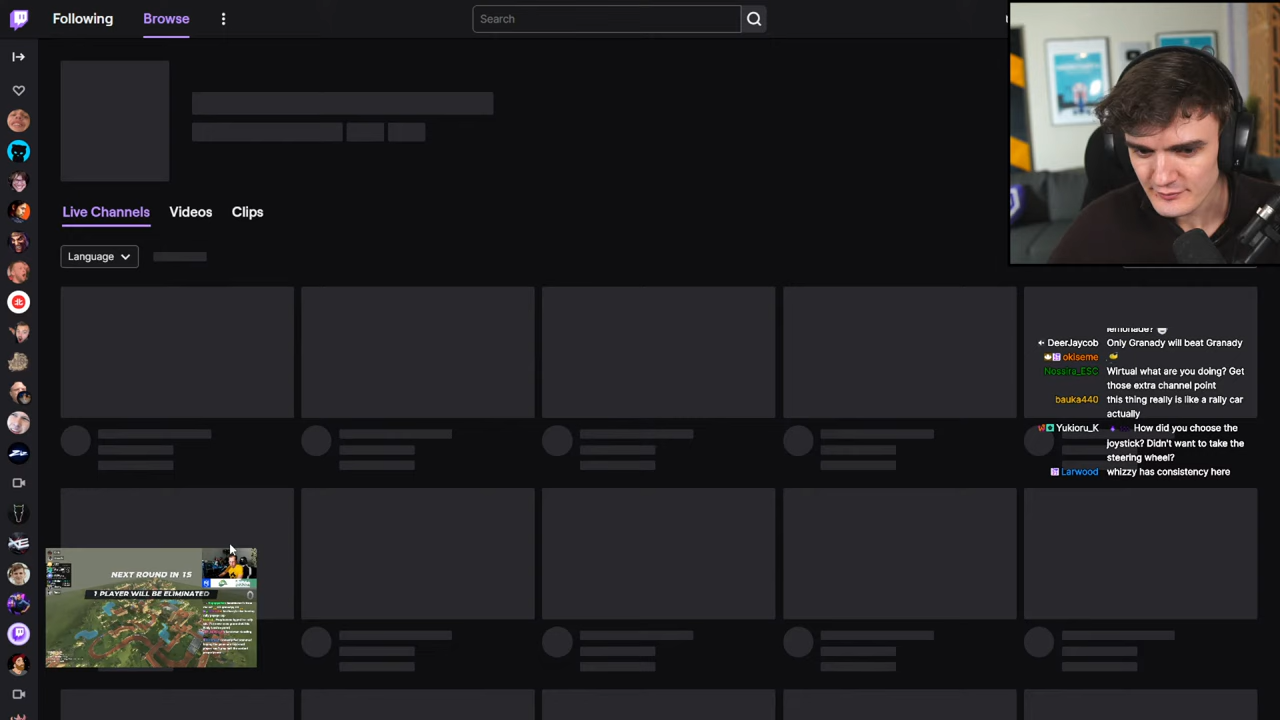 Following
Browse
Search
Live Channels
Videos
Clips
Language
lemonade?
DeerJaycob Only Granady will beat Granady
okiseme
Nossira_ESC Wirtual what are you doing? Get
those extra channel point
bauka440 this thing really is like a rally car
actually
Yukioru_K How did you choose the
joystick? Didn't want to take the
steering wheel?
Larwood whizzy has consistency here
北
NEXT ROUND IN 15
1 PLAYER WILL BE ELIMINATED